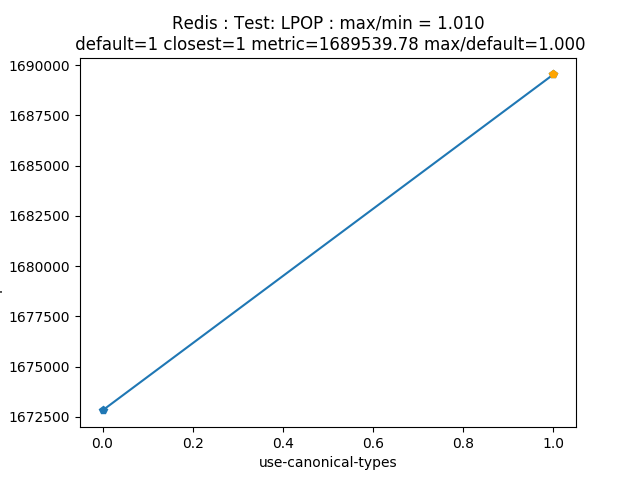 Redis : Test: LPOP : max/min = 1.010
default=1 closest=1 metric=1689539.78 max/default=1.000
1690000
1687500
1685000
1682500
1680000
1677500
1675000
1672500
0.0 0.2 0.4 0.6 0.8 1.0
use-canonical-types